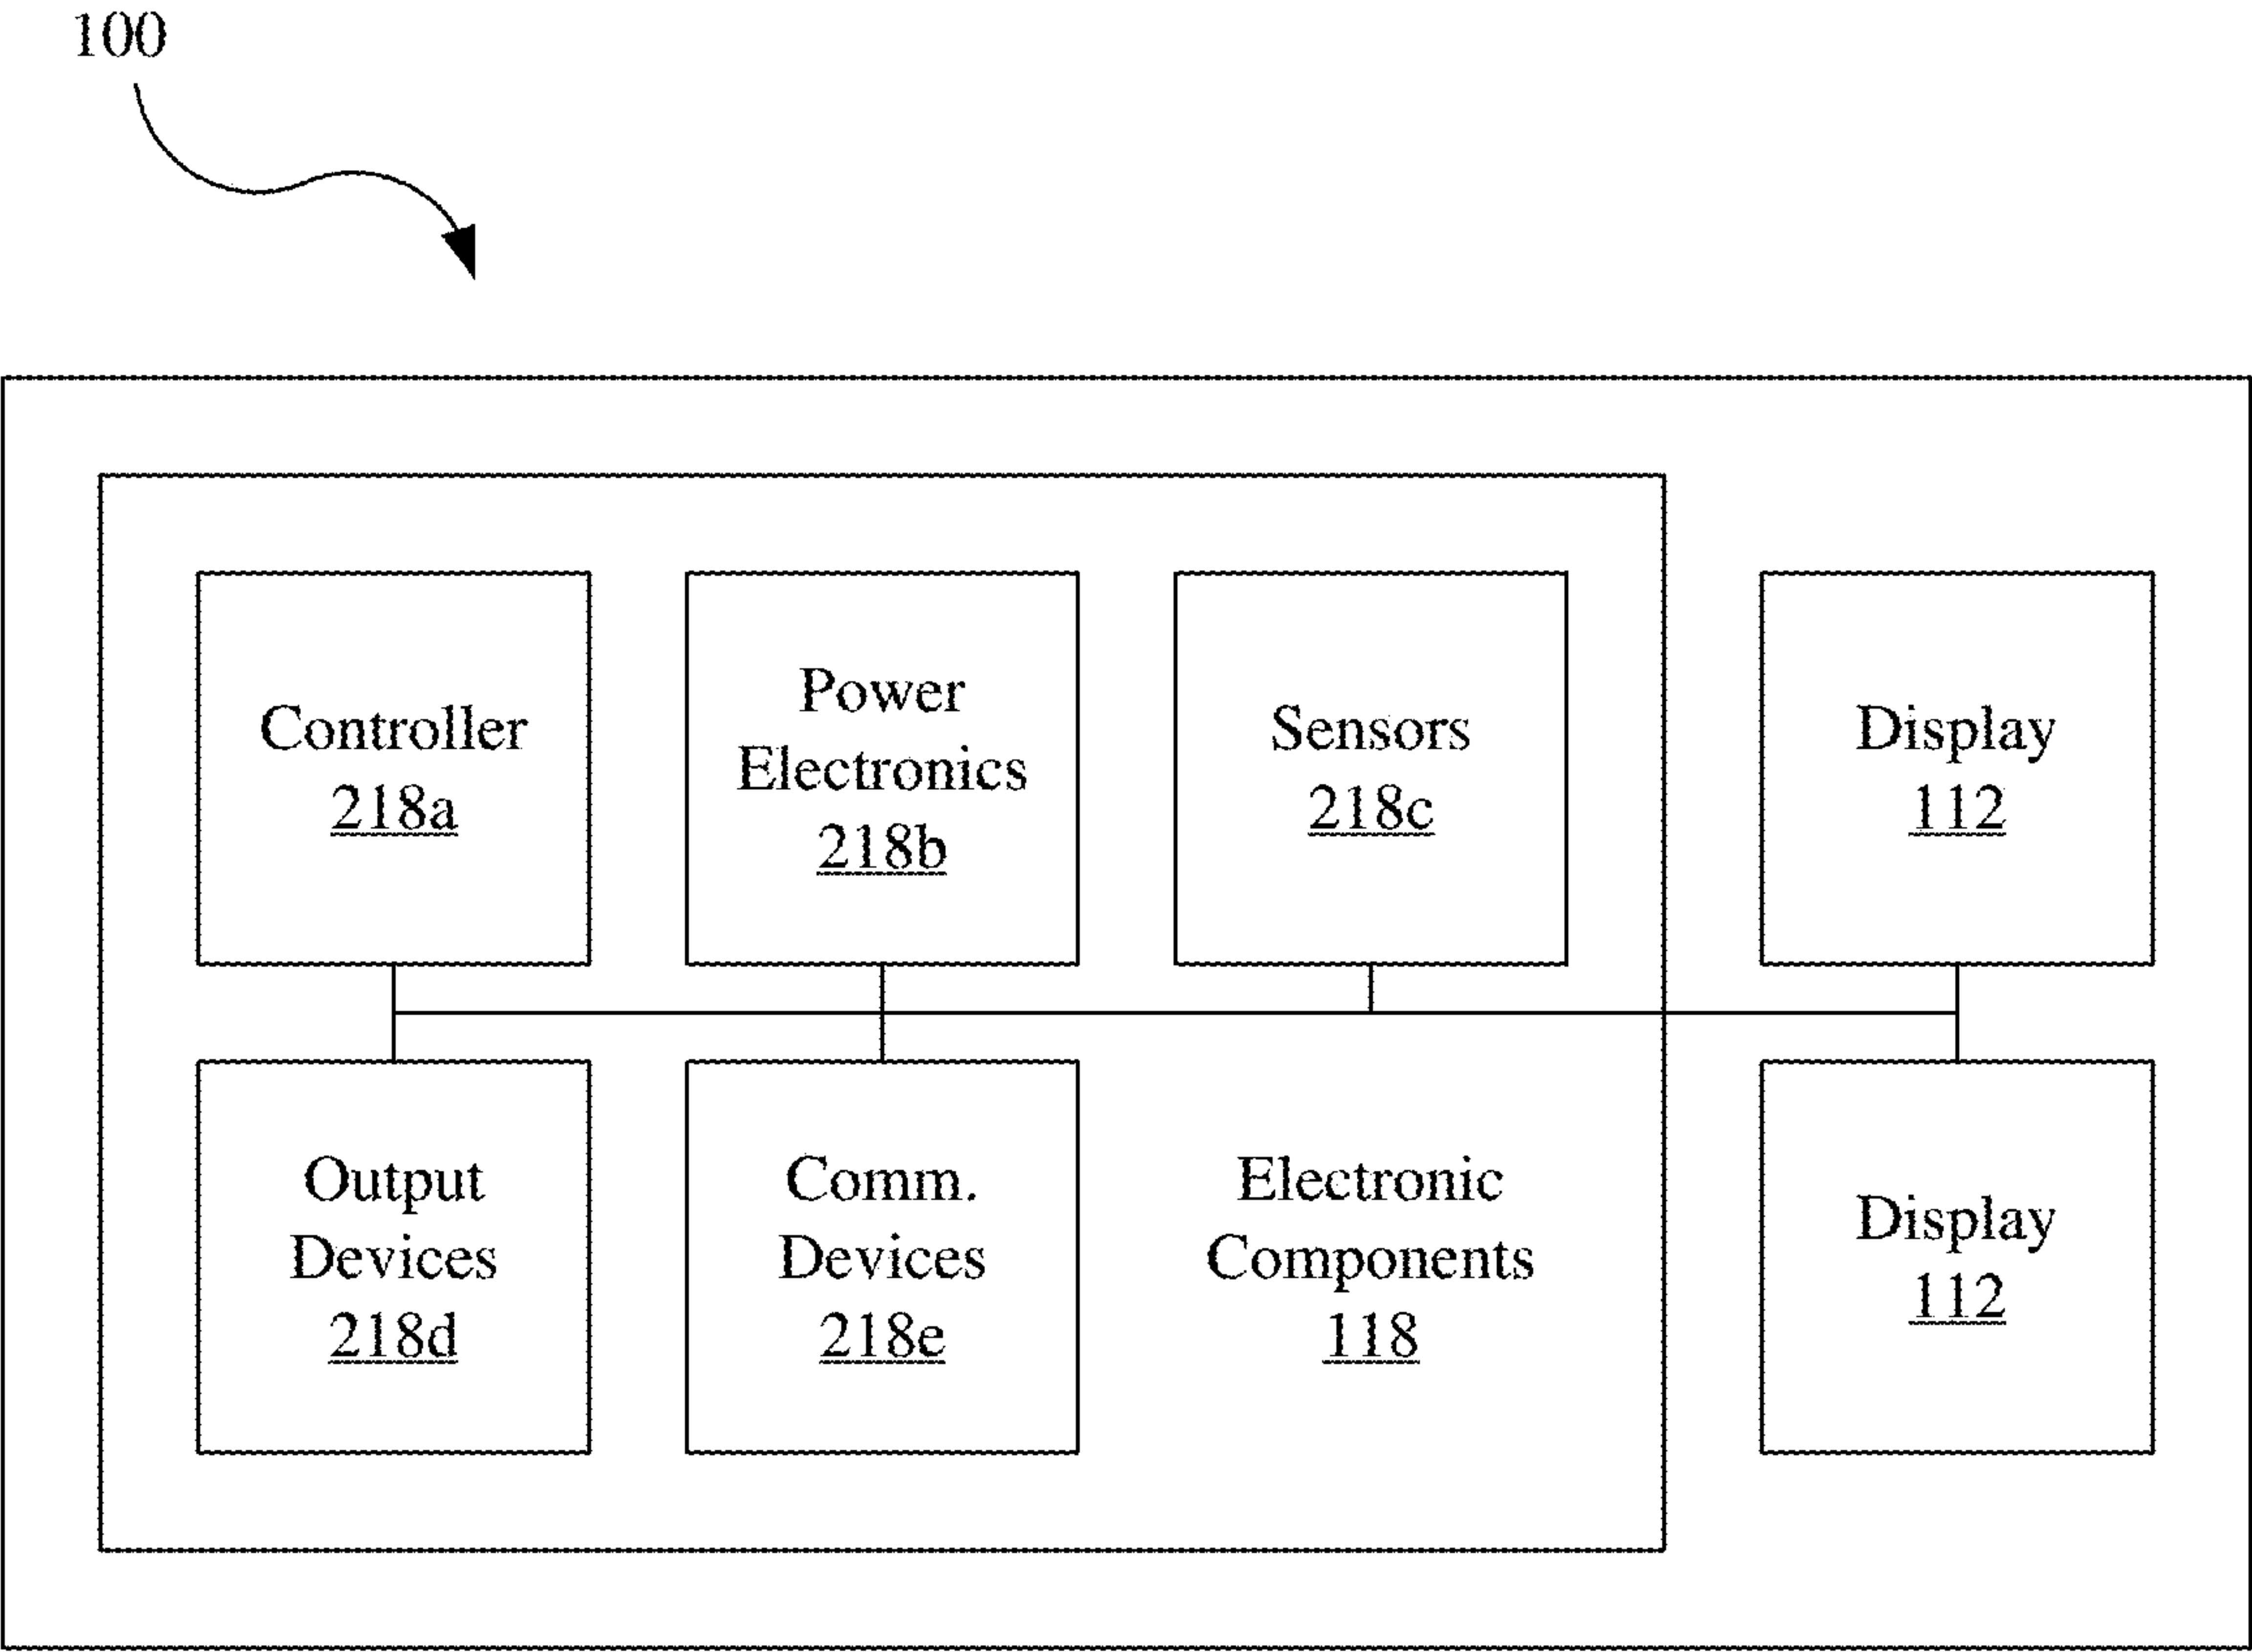 100
Controller
218a
Power
Electronics
218b
Sensors
218c
Display
112
Output
Devices
218d
Comm.
Devices
218e
Electronic
Components
118
Display
112